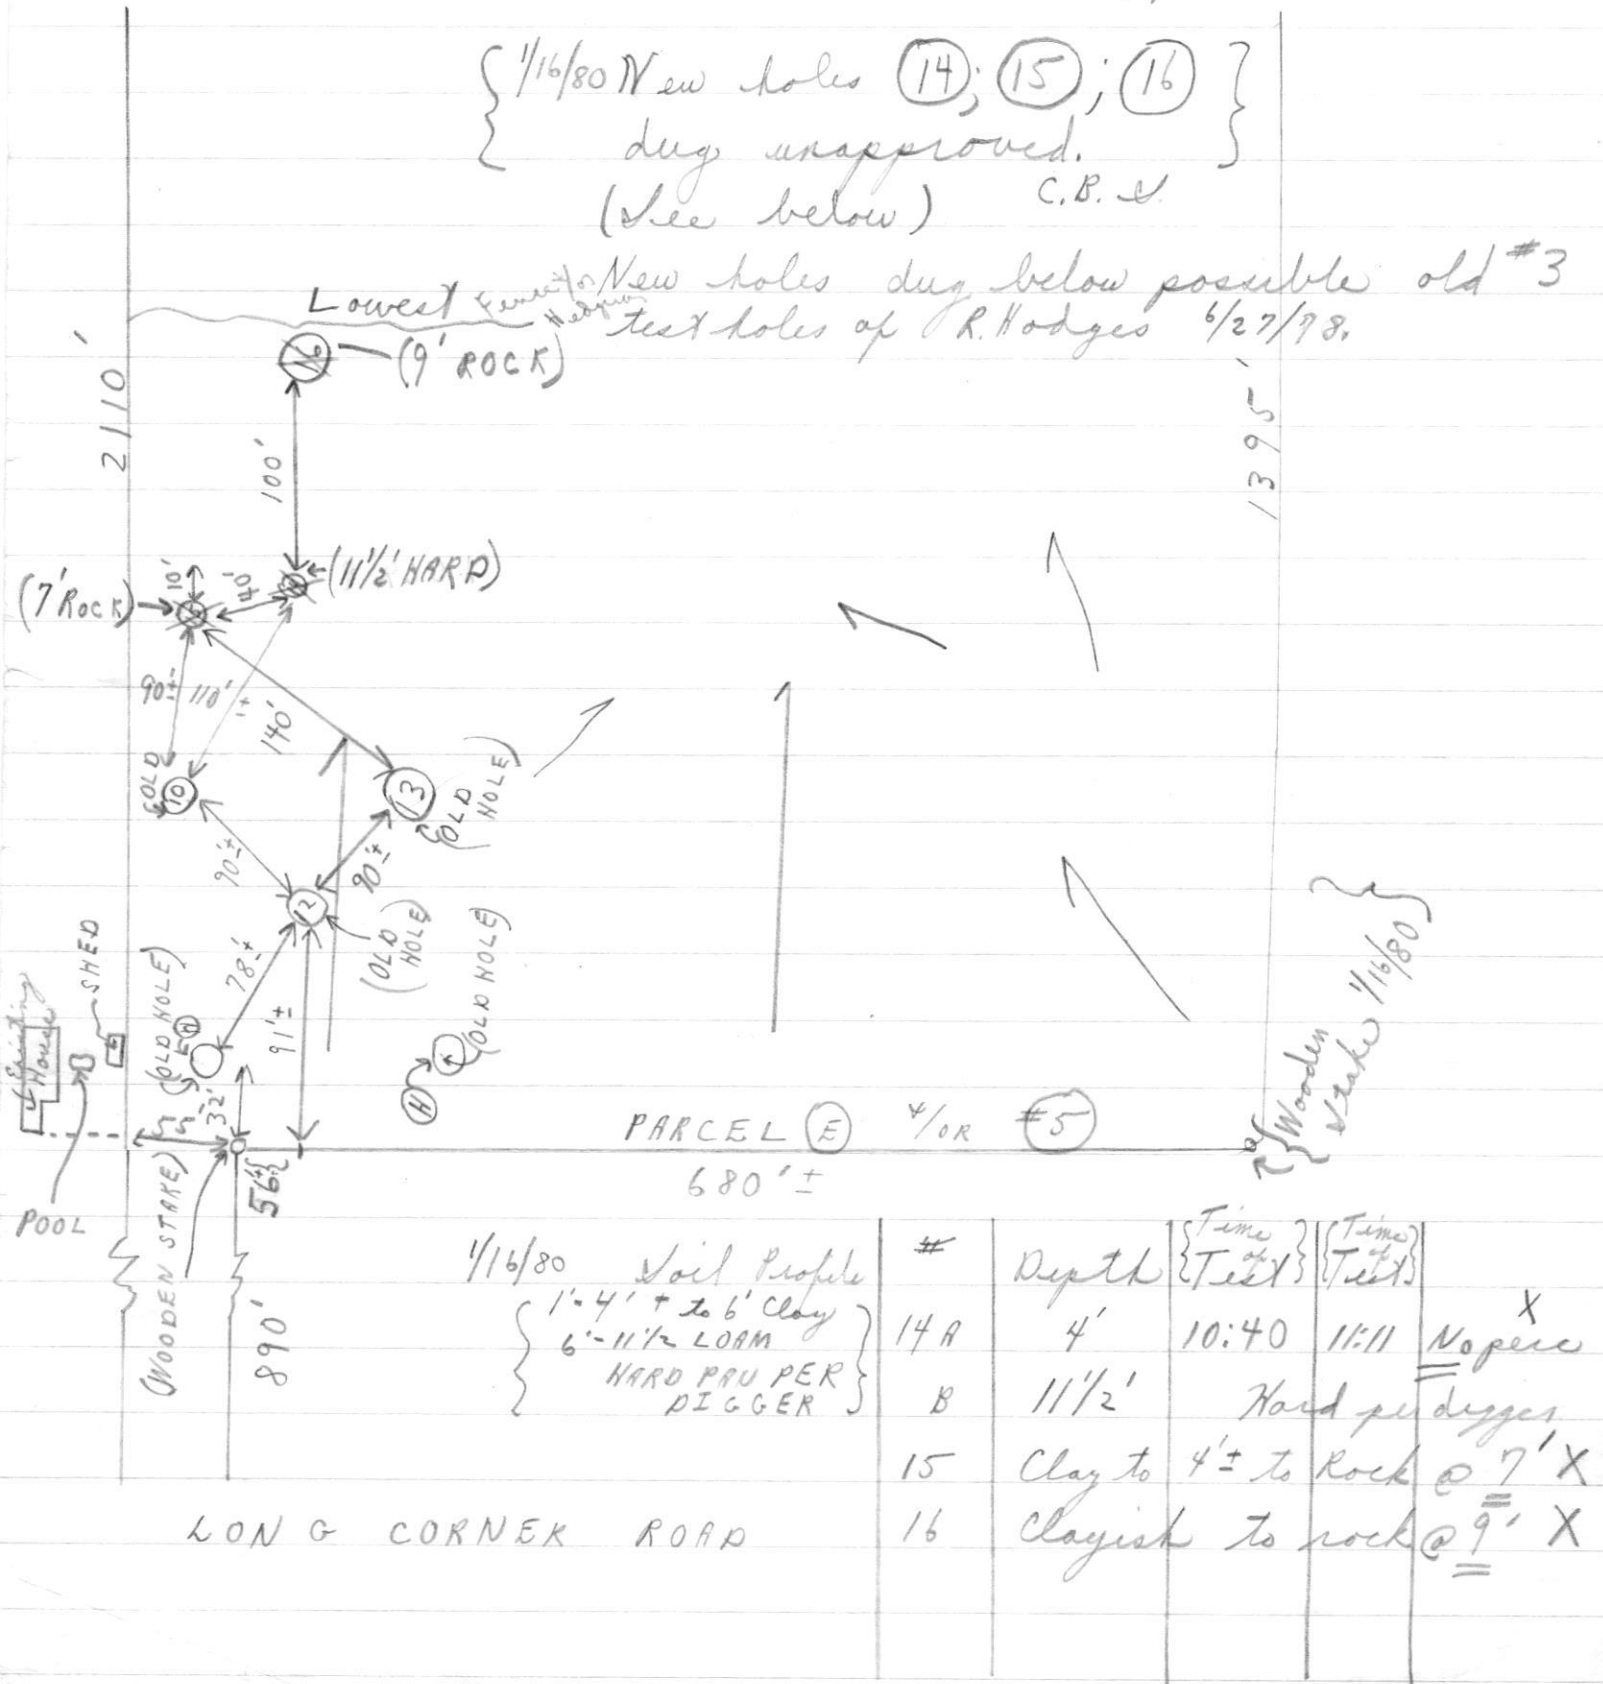 {1/16/80 New holes (14); (15); (16)}
dug unapproved.
(See below) C.B.S.
New holes dug below possible old #3
test holes of R. Hodges 6/27/78.
Lowest
(9' ROCK)
2110'
1395'
100'
(11 1/2' HARD)
(7' ROCK)
10'
40'
90'±
110'±
140'
(OLD
10
13
(OLD
HOLE)
90'±
90'±
12
(OLD
HOLE)
(OLD HOLE)
78'±
91'±
SHED
(OLD HOLE)
H
Existing
House
H
32'
PARCEL (E) &/OR #5
{Wooden
Stake 1/16/80}
680'±
56'±
POOL
(WOODEN STAKE)
890'
1/16/80 Soil Profile
1'-4' ± to 6' Clay
6'-11 1/2 LOAM
HARD PAN PER
DIGGER
# Depth {Time of Test} {Time of Test}
14 A 4' 10:40 11:11 No perc X
B 11 1/2' Hard per digger
15 Clay to 4'± to Rock @ 7' X
16 Clayish to rock @ 9' X
LONG CORNER ROAD